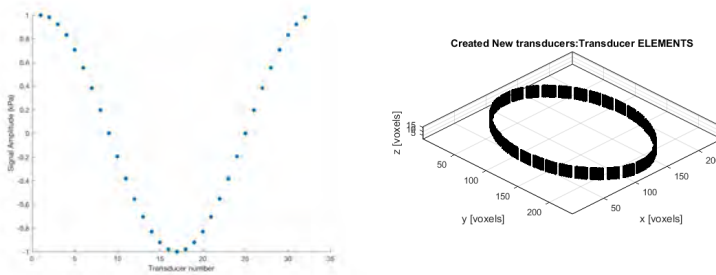 1
0.8
0.6
0.4
0.2
0
-0.2
-0.4
-0.6
-0.8
-1
Signal Amplitude [kPa]
0 5 10 15 20 25 30 35
Transducer number
Created New transducers:Transducer ELEMENTS
z [voxels]
15
5
50
100
150
200
y [voxels]
50
100
150
x [voxels]